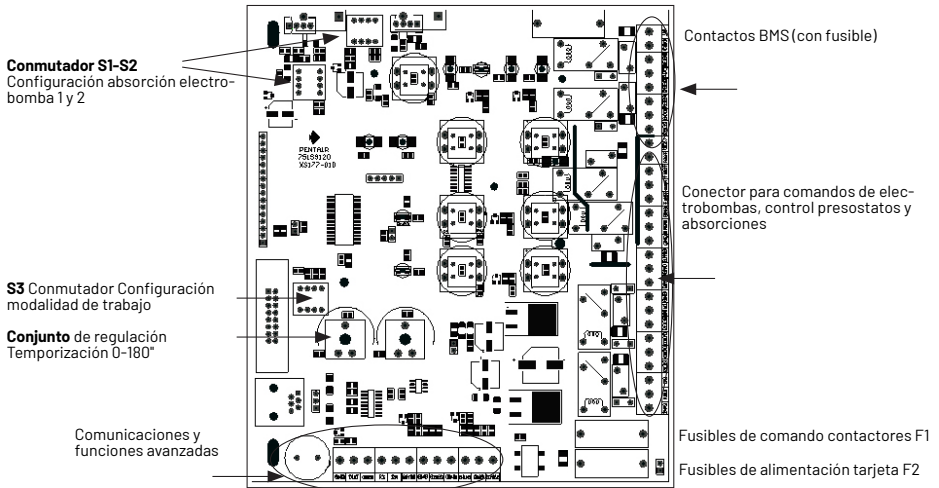 Contactos BMS (con fusible)
Conmutador S1-S2
Configuración absorción electro-
bomba 1 y 2
PENTAIR
Conector para comandos de elec-
trobombas, control presostatos y
absorciones
S3 Conmutador Configuración
modalidad de trabajo
Conjunto de regulación
Temporización 0-180"
Comunicaciones y
funciones avanzadas
Fusibles de comando contactores F1
Fusibles de alimentación tarjeta F2